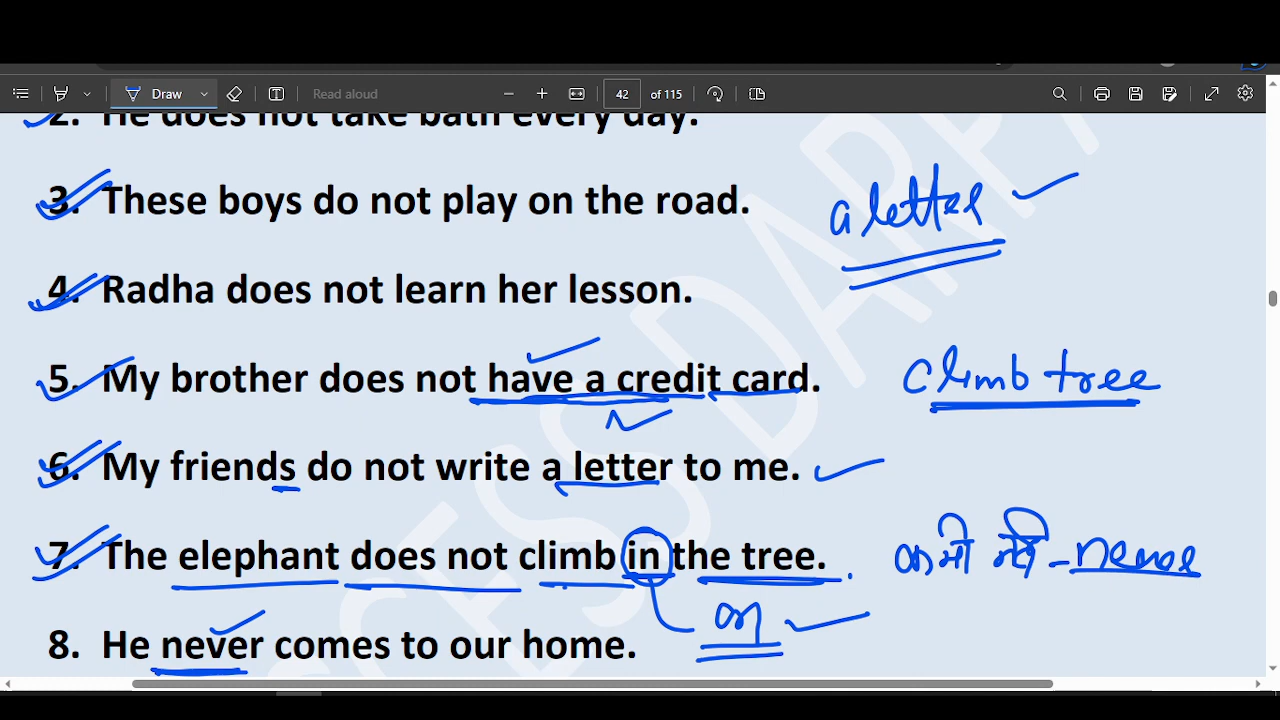 Draw
Read aloud
42 of 115
2. He does not take bath every day.
3. These boys do not play on the road.
a letter
4. Radha does not learn her lesson.
5. My brother does not have a credit card.
climb tree
6. My friends do not write a letter to me.
7. The elephant does not climb in the tree.
कभी नहीं - never
on
8. He never comes to our home.